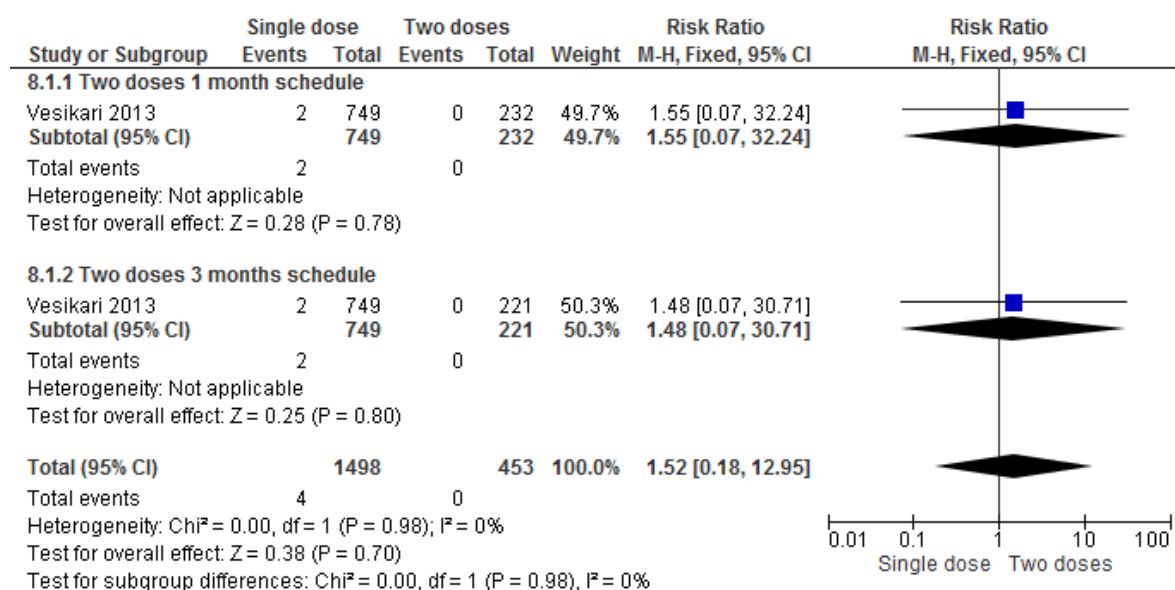 Single dose Two doses Risk Ratio Risk Ratio
Study or Subgroup Events Total Events Total Weight M-H, Fixed, 95% CI M-H, Fixed, 95% CI
8.1.1 Two doses 1 month schedule
Vesikari 2013 2 749 0 232 49.7% 1.55 [0.07, 32.24]
Subtotal (95% CI) 749 232 49.7% 1.55 [0.07, 32.24]
Total events 2 0
Heterogeneity: Not applicable
Test for overall effect: Z = 0.28 (P = 0.78)
8.1.2 Two doses 3 months schedule
Vesikari 2013 2 749 0 221 50.3% 1.48 [0.07, 30.71]
Subtotal (95% CI) 749 221 50.3% 1.48 [0.07, 30.71]
Total events 2 0
Heterogeneity: Not applicable
Test for overall effect: Z = 0.25 (P = 0.80)
Total (95% CI) 1498 453 100.0% 1.52 [0.18, 12.95]
Total events 4 0
Heterogeneity: Chi² = 0.00, df = 1 (P = 0.98); I² = 0%
Test for overall effect: Z = 0.38 (P = 0.70)
Test for subgroup differences: Chi² = 0.00, df = 1 (P = 0.98), I² = 0%
0.01 0.1 1 10 100
Single dose Two doses